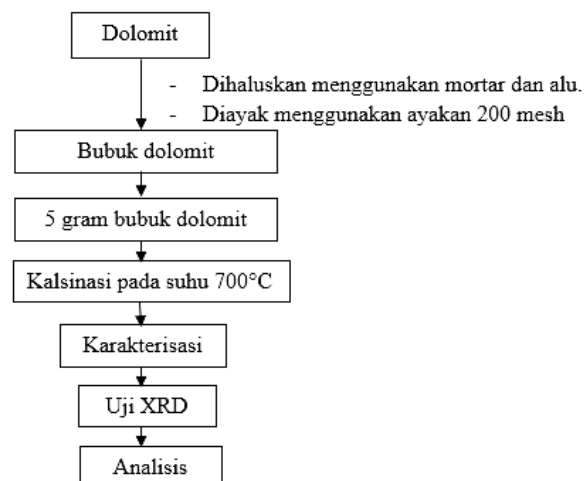 Dolomit
- Dihaluskan menggunakan mortar dan alu.
- Diayak menggunakan ayakan 200 mesh
Bubuk dolomit
5 gram bubuk dolomit
Kalsinasi pada suhu 700°C
Karakterisasi
Uji XRD
Analisis